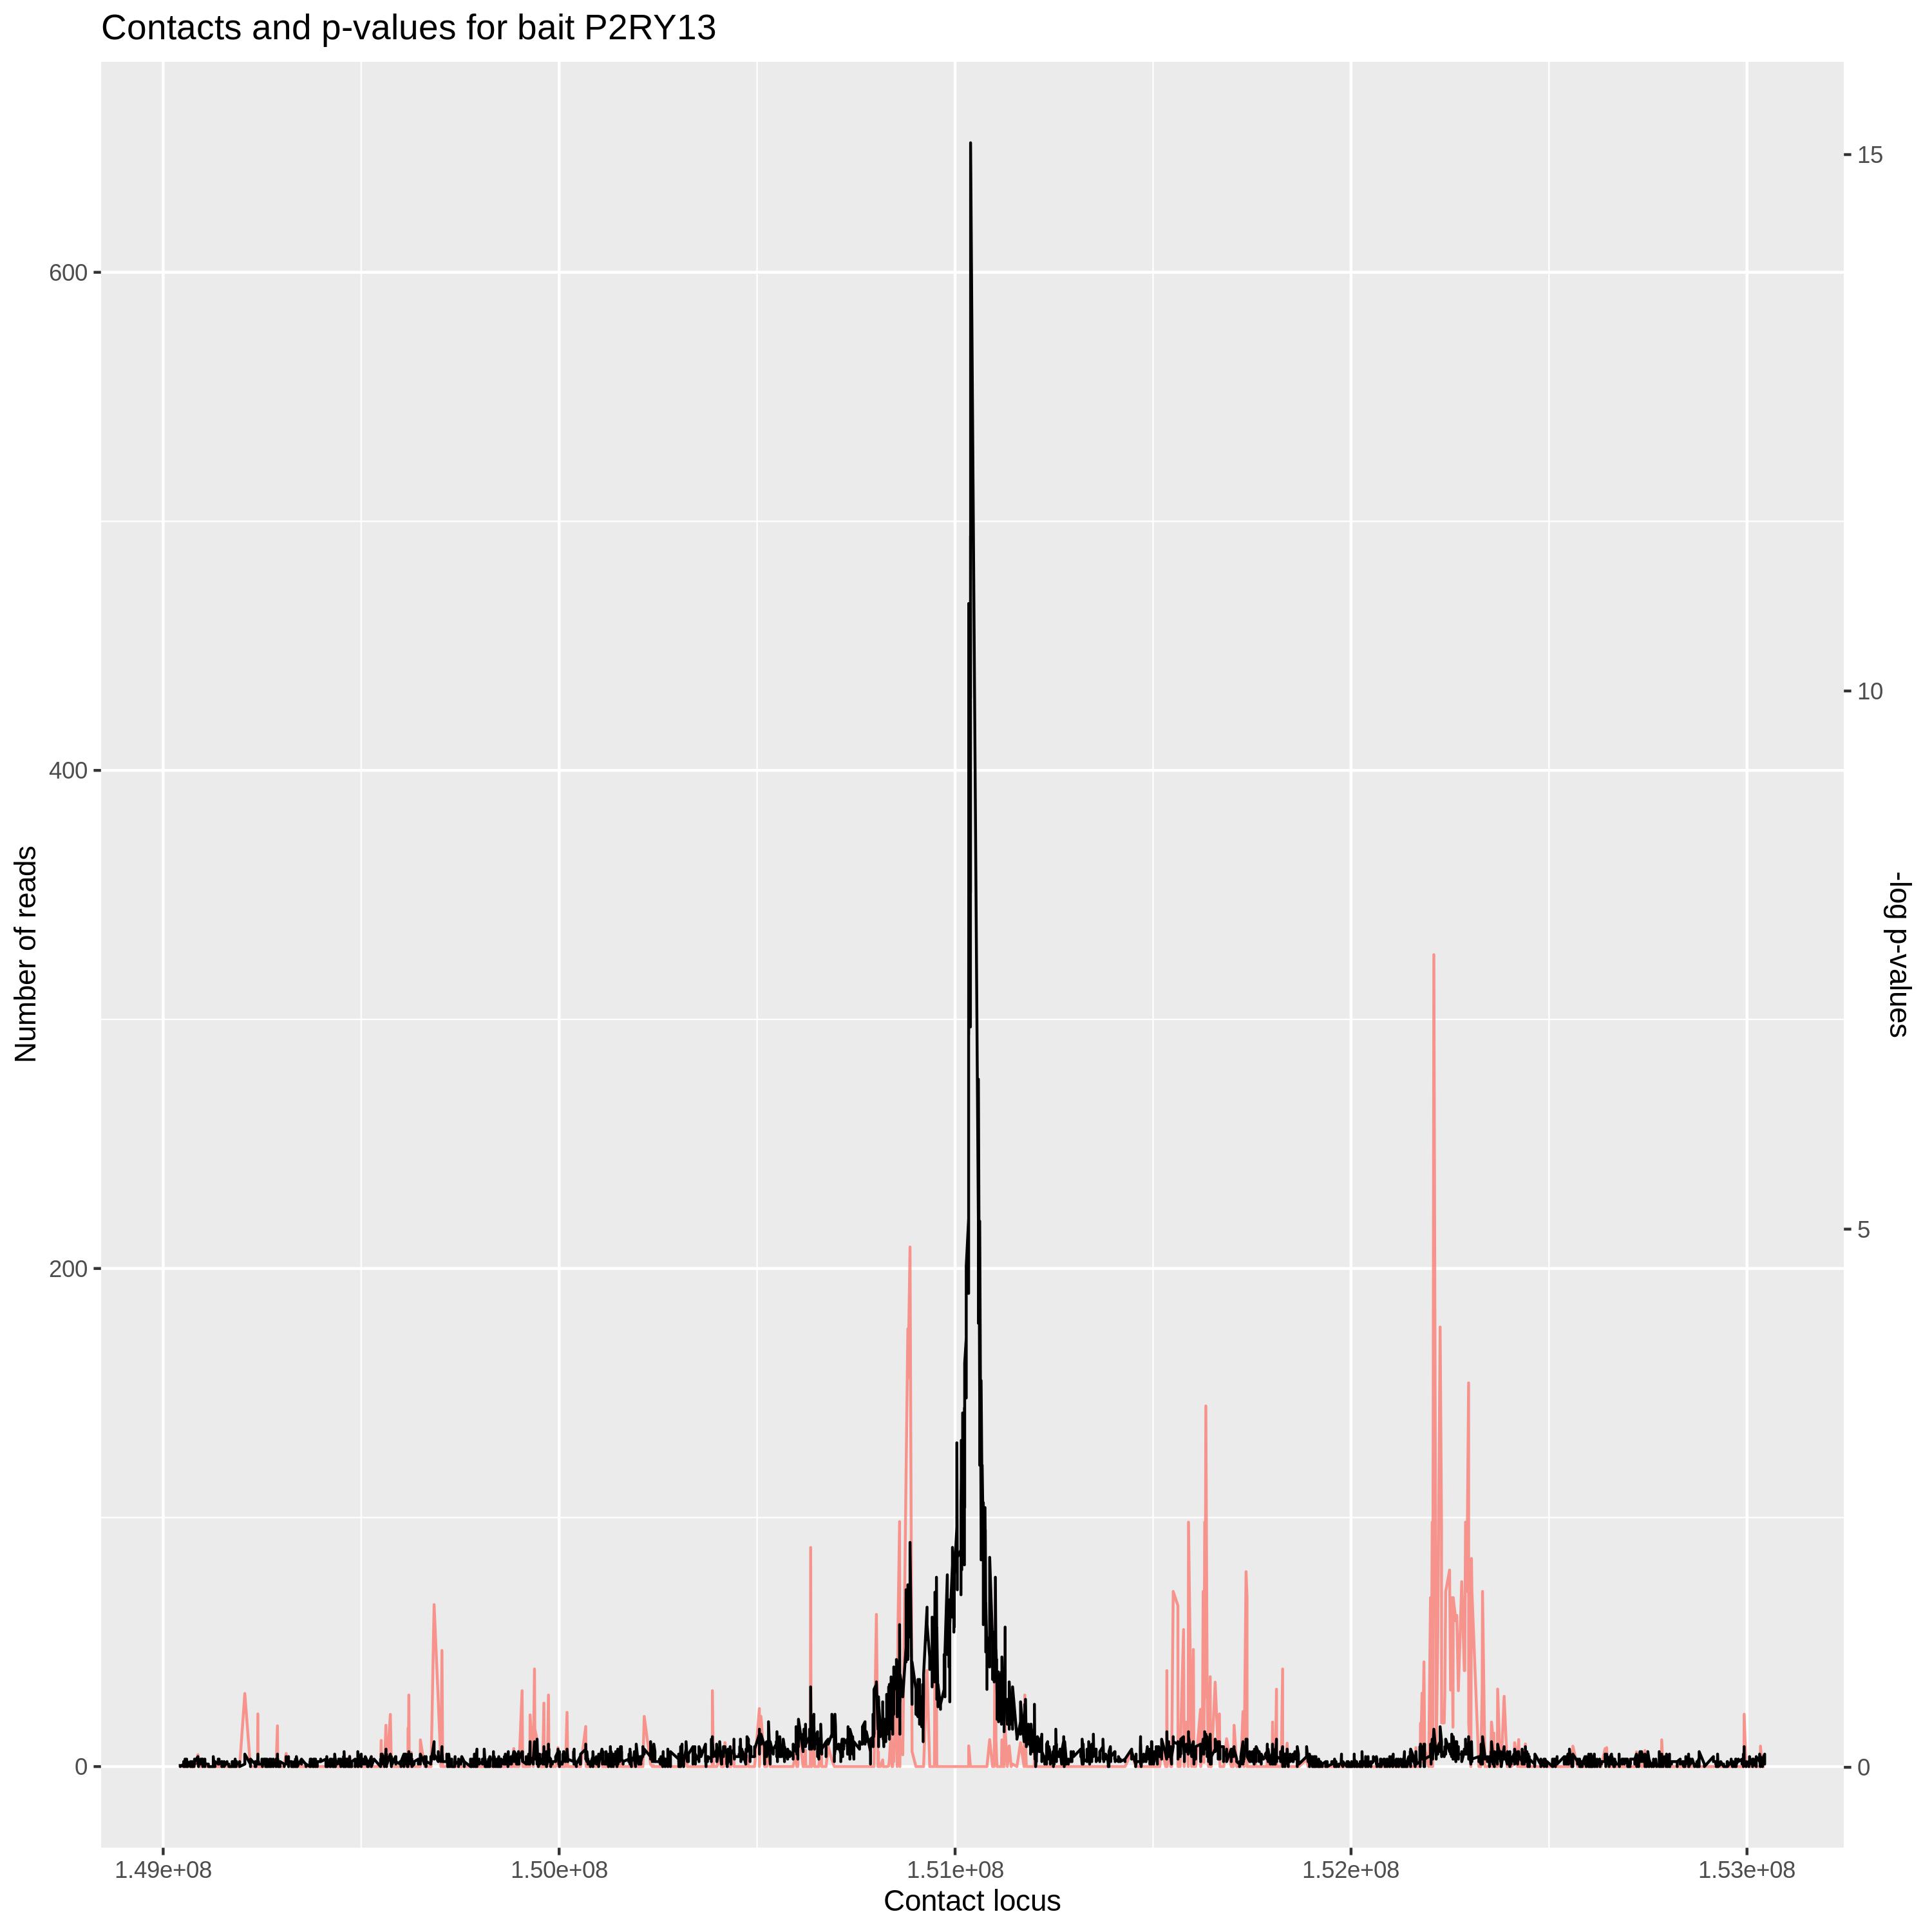 Contacts and p-values for bait P2RY13
Number of reads
600
400
200
0
15
10
5
0
-log p-values
1.49e+08
1.50e+08
1.51e+08
1.52e+08
1.53e+08
Contact locus